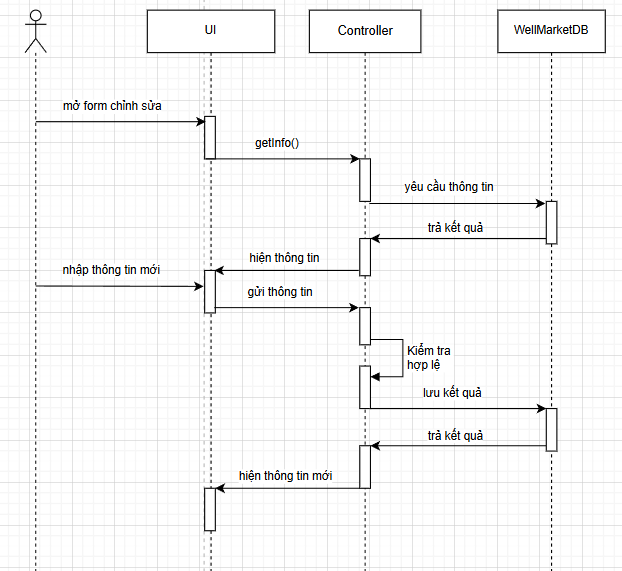 UI
Controller
WellMarketDB
mở form chỉnh sửa
getInfo()
yêu cầu thông tin
trả kết quả
hiện thông tin
nhập thông tin mới
gửi thông tin
Kiểm tra
hợp lệ
lưu kết quả
trả kết quả
hiện thông tin mới